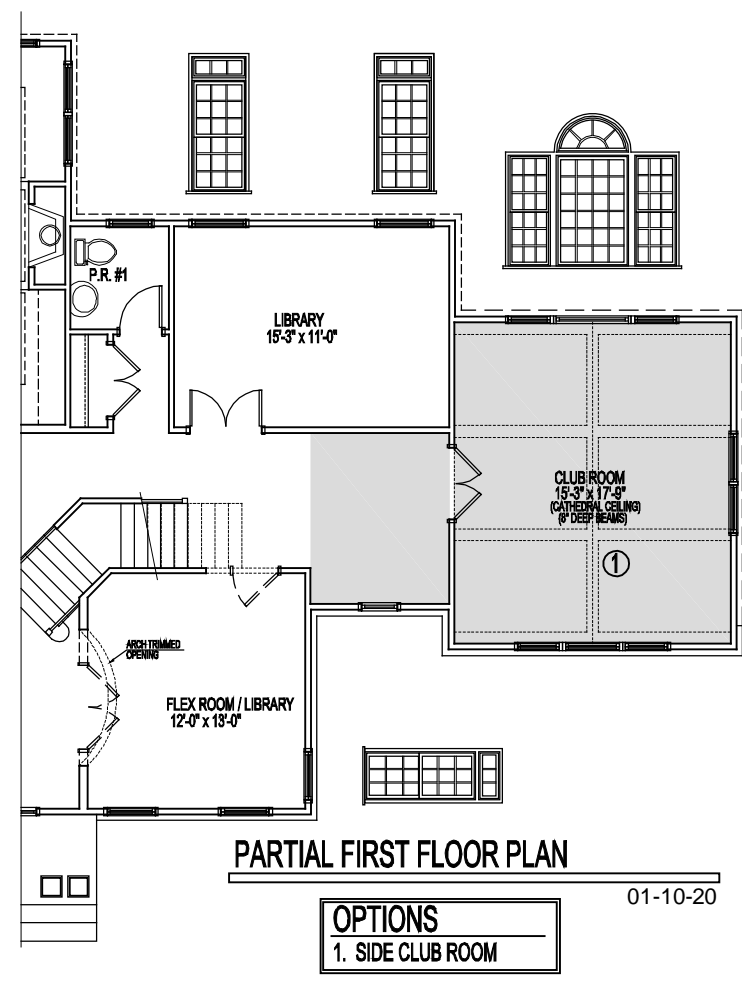 P.R. #1
LIBRARY
15'-3" x 11'-0"
CLUB ROOM
15'-3" x 17'-9"
(CATHEDRAL CEILING)
(8" DEEP BEAMS)
1
ARCH TRIMMED
OPENING
FLEX ROOM / LIBRARY
12'-0" x 13'-0"
PARTIAL FIRST FLOOR PLAN
01-10-20
OPTIONS
1. SIDE CLUB ROOM